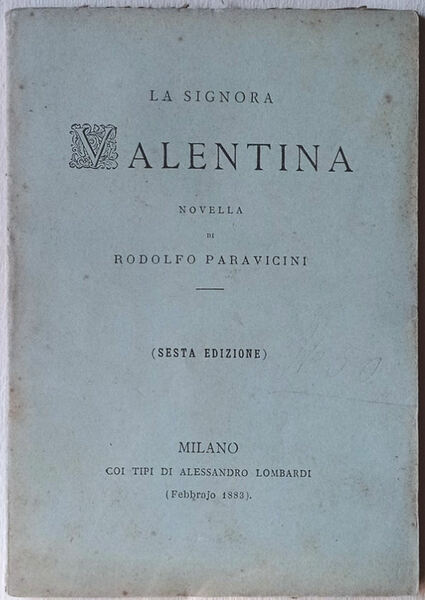 LA SIGNORA
VALENTINA
NOVELLA
DI
RODOLFO PARAVICINI
(SESTA EDIZIONE)
MILANO
COI TIPI DI ALESSANDRO LOMBARDI
(Febbrajo 1883).